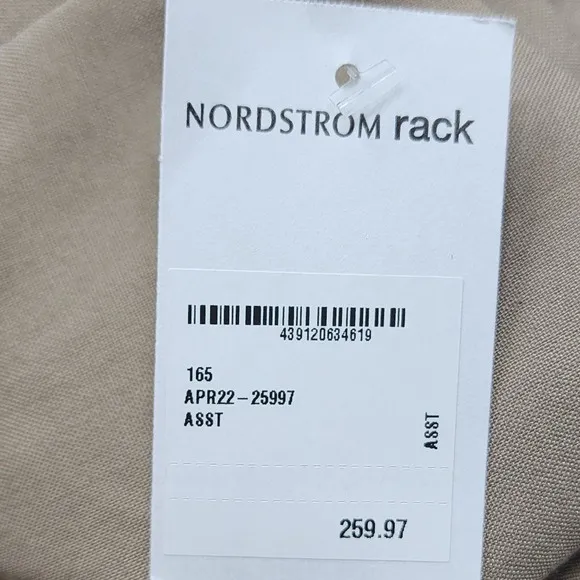 NORDSTROM rack
439120634619
165
APR22-25997
ASST
ASST
259.97